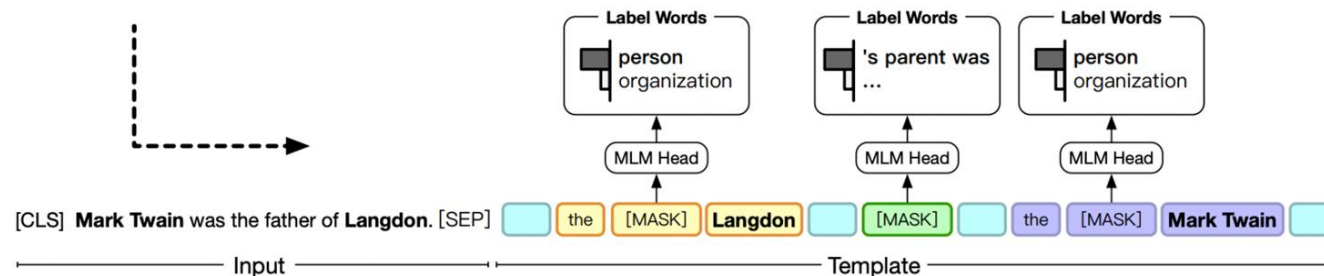 Label Words
Label Words
Label Words
person
organization
's parent was
...
person
organization
MLM Head
MLM Head
MLM Head
[CLS] Mark Twain was the father of Langdon. [SEP] the [MASK] Langdon [MASK] the [MASK] Mark Twain
Input
Template